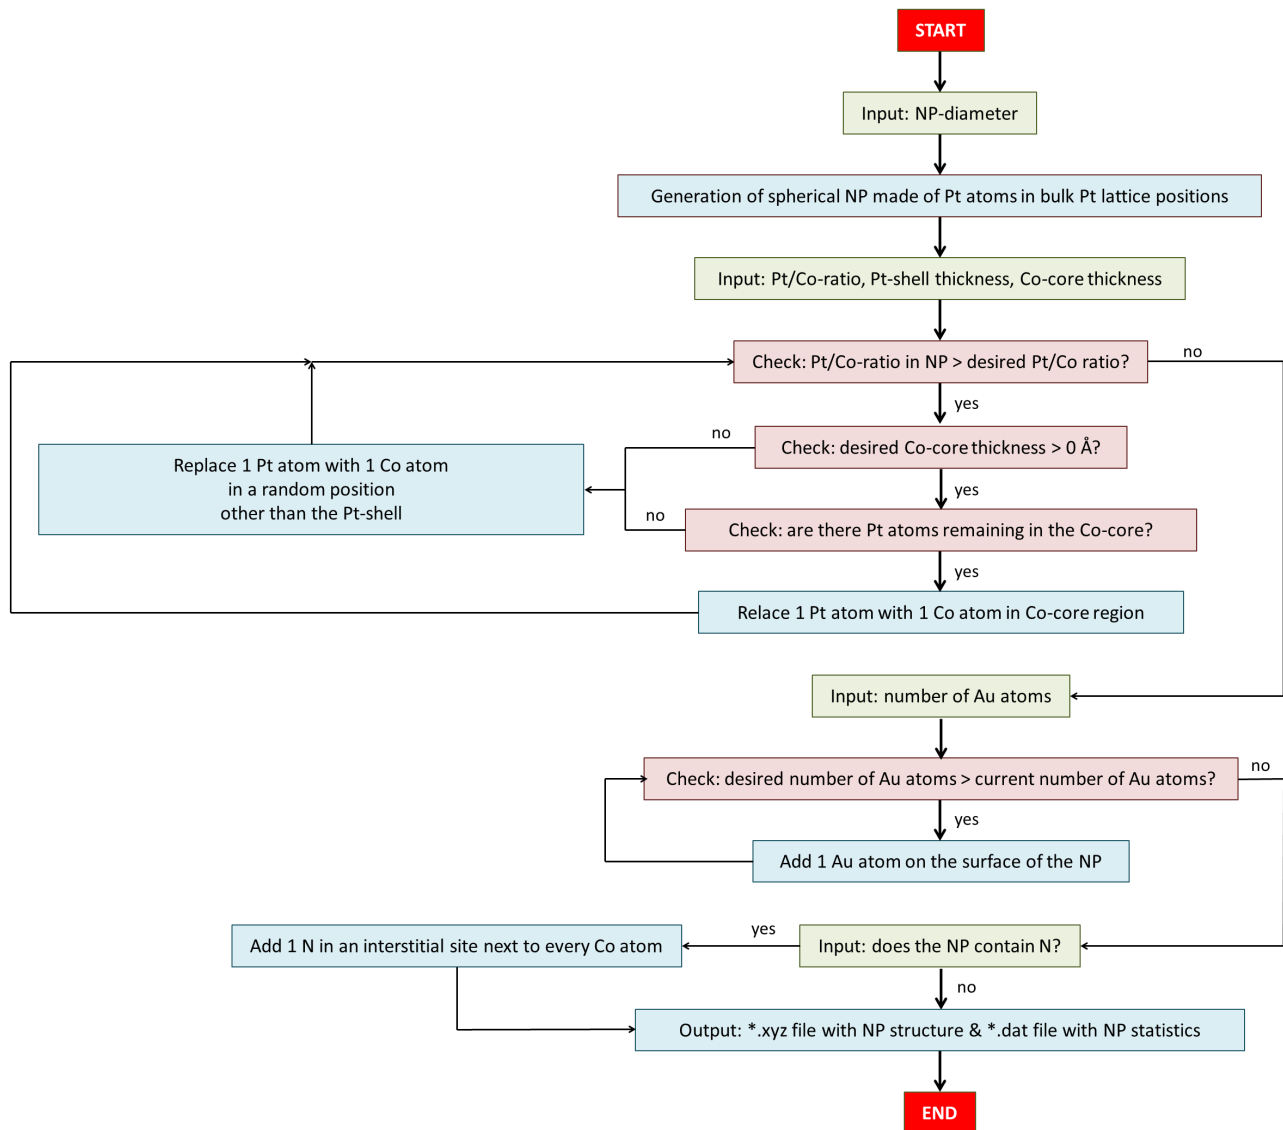 START
Input: NP-diameter
Generation of spherical NP made of Pt atoms in bulk Pt lattice positions
Input: Pt/Co-ratio, Pt-shell thickness, Co-core thickness
Check: Pt/Co-ratio in NP > desired Pt/Co ratio?
no
yes
Check: desired Co-core thickness > 0 Å?
no
Replace 1 Pt atom with 1 Co atom
in a random position
other than the Pt-shell
yes
Check: are there Pt atoms remaining in the Co-core?
no
yes
Relace 1 Pt atom with 1 Co atom in Co-core region
Input: number of Au atoms
Check: desired number of Au atoms > current number of Au atoms?
no
yes
Add 1 Au atom on the surface of the NP
Input: does the NP contain N?
yes
Add 1 N in an interstitial site next to every Co atom
no
Output: *.xyz file with NP structure & *.dat file with NP statistics
END